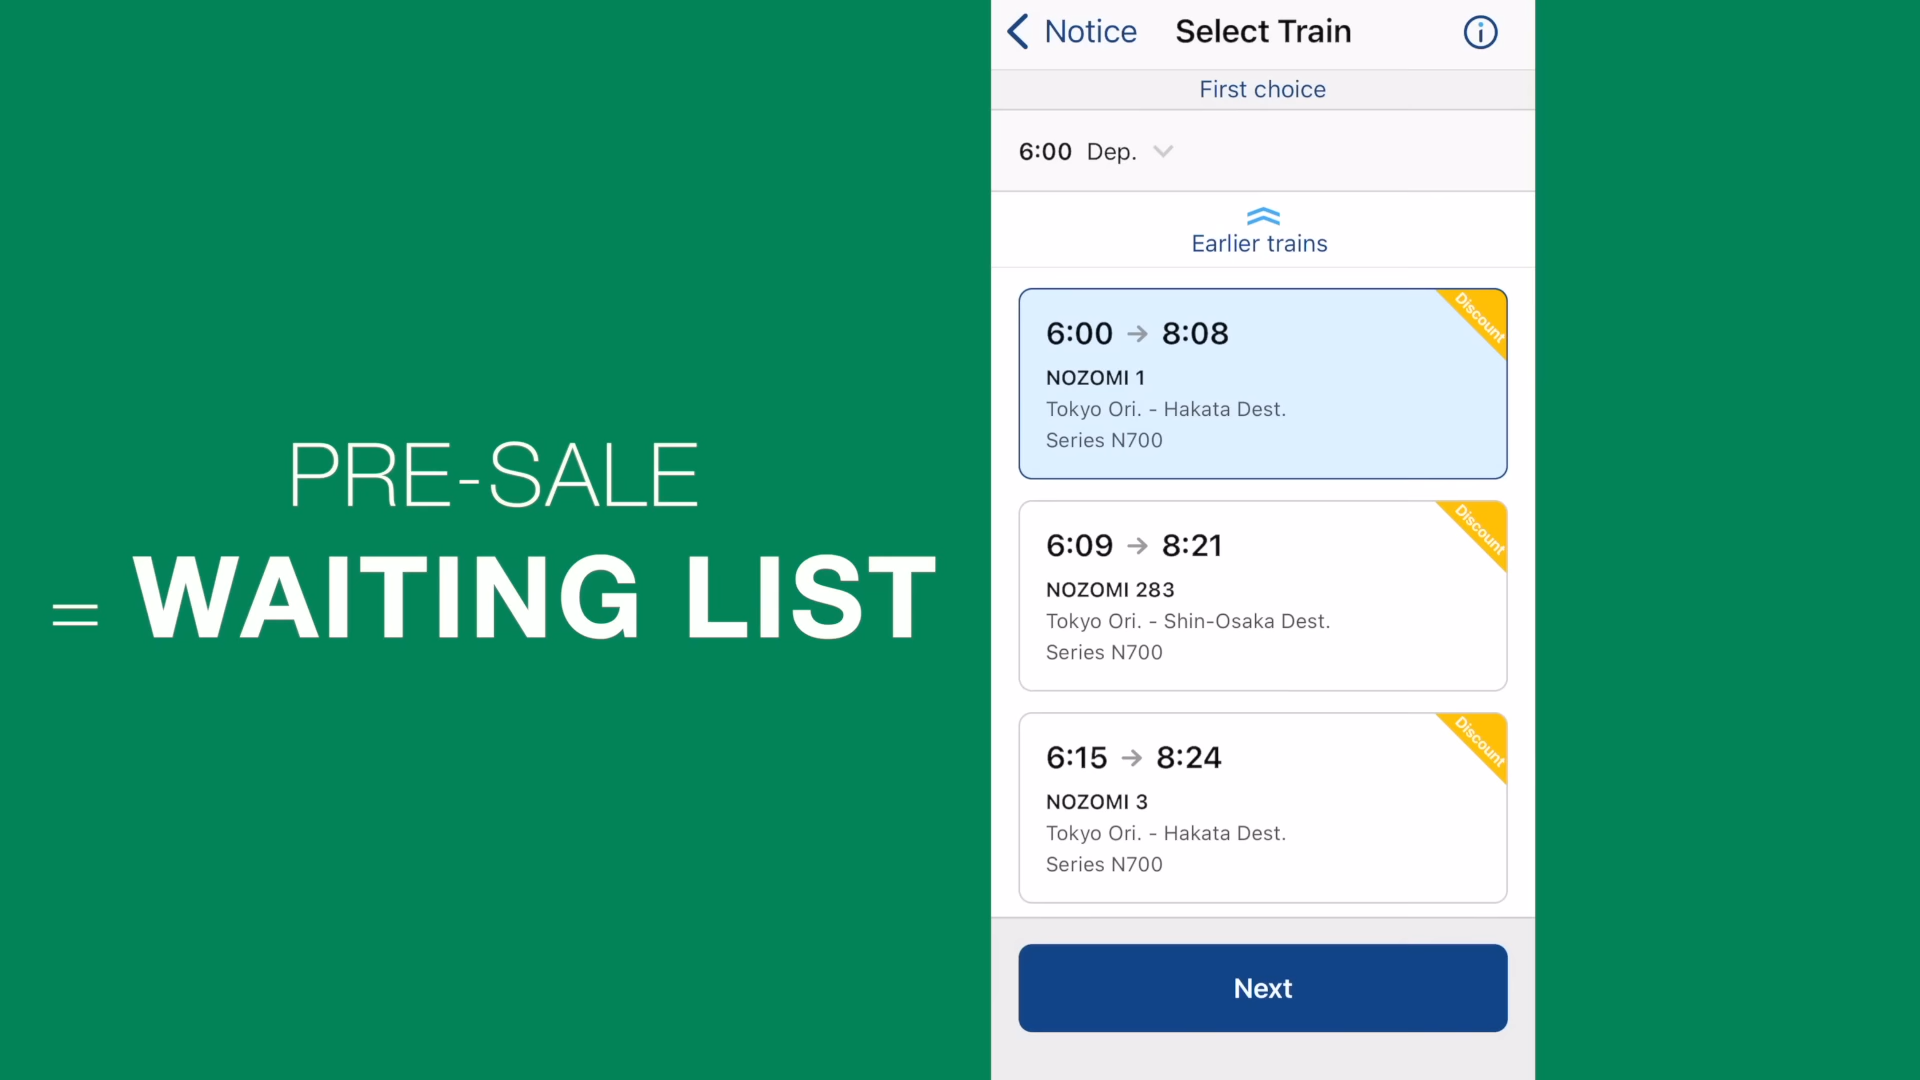 PRE-SALE
= WAITING LIST
Notice
Select Train
First choice
6:00 Dep.
Earlier trains
Discount
6:00 → 8:08
NOZOMI 1
Tokyo Ori. - Hakata Dest.
Series N700
Discount
6:09 → 8:21
NOZOMI 283
Tokyo Ori. - Shin-Osaka Dest.
Series N700
Discount
6:15 → 8:24
NOZOMI 3
Tokyo Ori. - Hakata Dest.
Series N700
Next